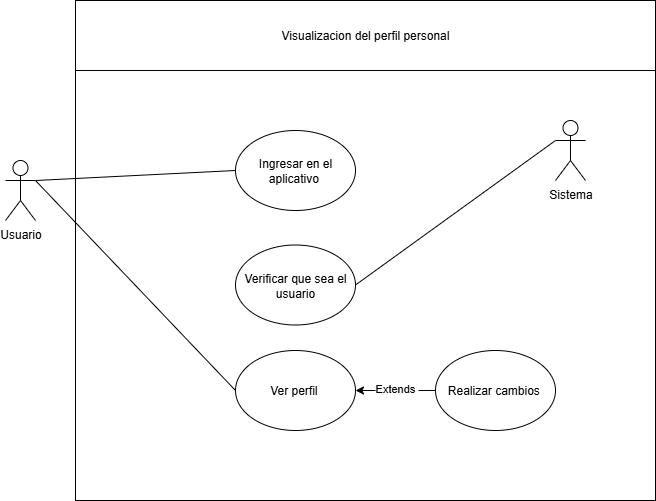 Visualizacion del perfil personal
Ingresar en el
aplicativo
Sistema
Usuario
Verificar que sea el
usuario
Ver perfil
Extends
Realizar cambios